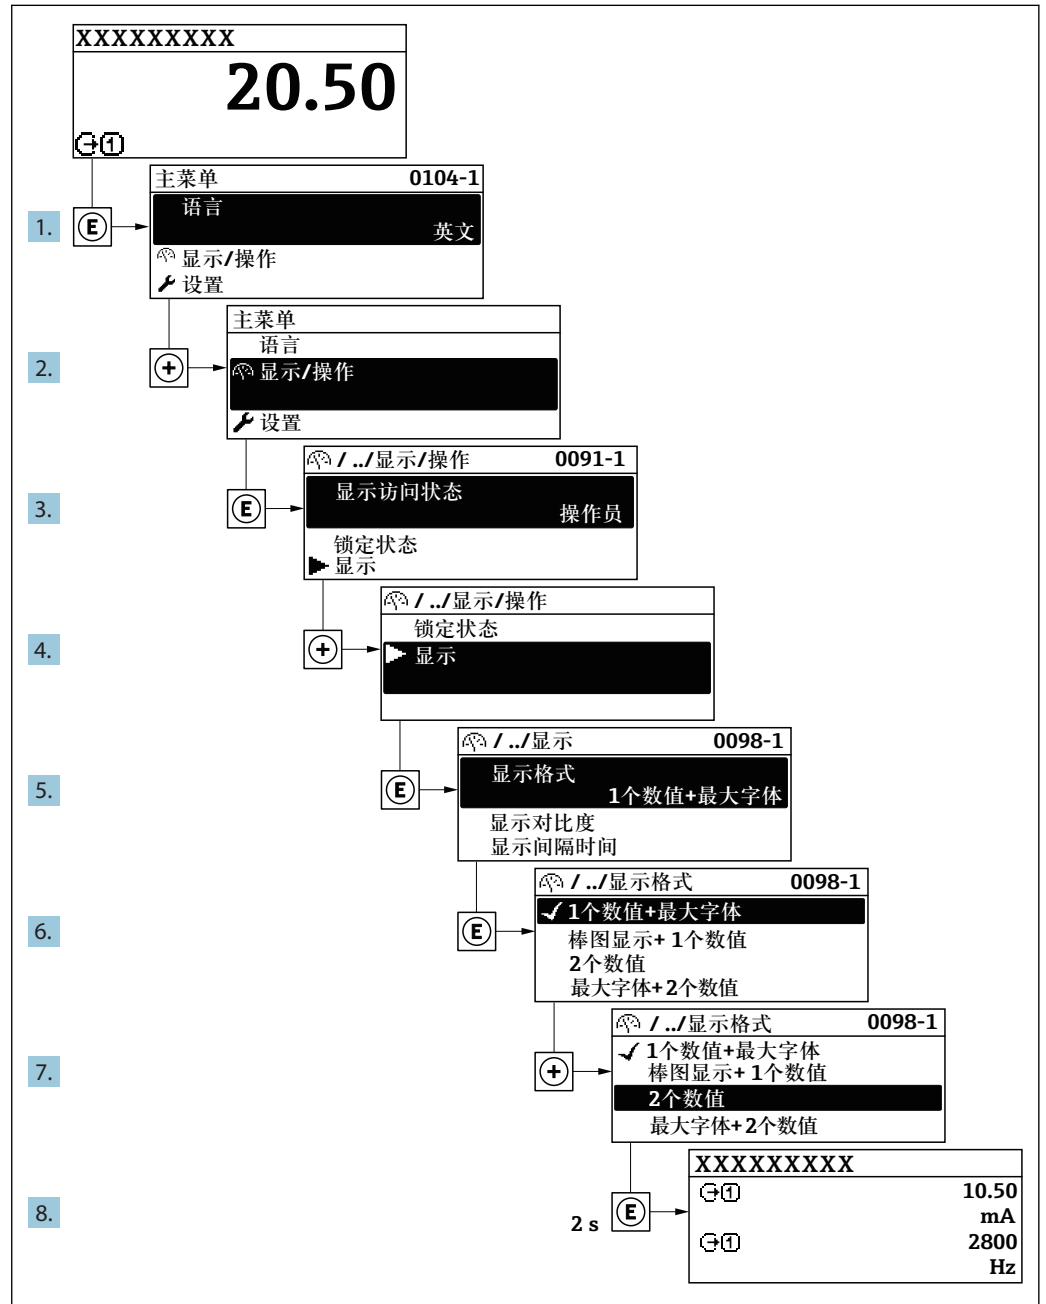 XXXXXXXXX
20.50
1
主菜单 0104-1
语言
1. E 英文
显示/操作
设置
主菜单
语言
2. + 显示/操作
设置
/ ../显示/操作 0091-1
显示访问状态
3. E 操作员
锁定状态
显示
/ ../显示/操作
锁定状态
4. + 显示
/ ../显示 0098-1
显示格式
5. E 1个数值+最大字体
显示对比度
显示间隔时间
/ ../显示格式 0098-1
1个数值+最大字体
6. E 棒图显示+ 1个数值
2个数值
最大字体+2个数值
/ ../显示格式 0098-1
1个数值+最大字体
7. + 棒图显示+ 1个数值
2个数值
最大字体+2个数值
XXXXXXXXX
1 10.50
8. 2 s E mA
1 2800
Hz